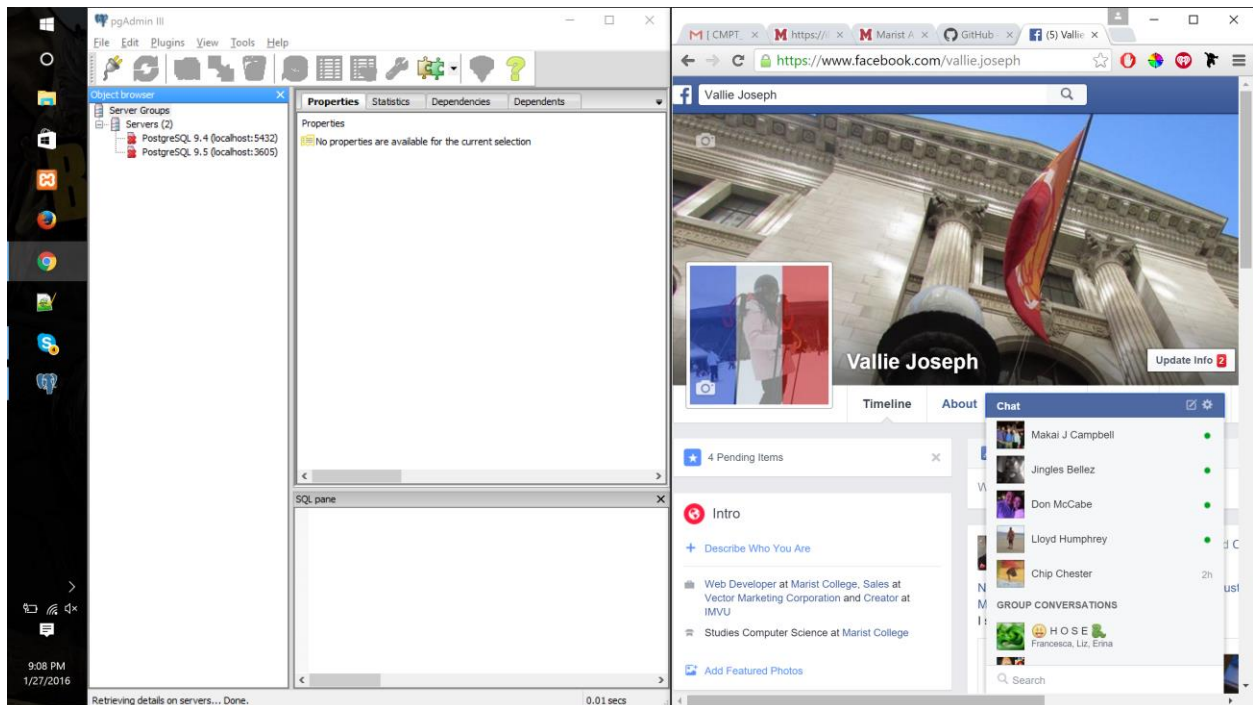 pgAdmin III
File Edit Plugins View Tools Help
Object browser
Server Groups
Servers (2)
PostgreSQL 9.4 (localhost:5432)
PostgreSQL 9.5 (localhost:3605)
Properties Statistics Dependencies Dependents
Properties
No properties are available for the current selection
SQL pane
Retrieving details on servers... Done.
0.01 secs
9:08 PM
1/27/2016
[ CMPT_
https://
Marist A
GitHub
(5) Vallie
https://www.facebook.com/vallie.joseph
Vallie Joseph
Vallie Joseph
Update Info 2
Timeline About
4 Pending Items
Intro
Describe Who You Are
Web Developer at Marist College, Sales at
Vector Marketing Corporation and Creator at
IMVU
Studies Computer Science at Marist College
Add Featured Photos
Chat
Makai J Campbell
Jingles Bellez
Don McCabe
Lloyd Humphrey
Chip Chester 2h
GROUP CONVERSATIONS
H O S E
Francesca, Liz, Erina
Search